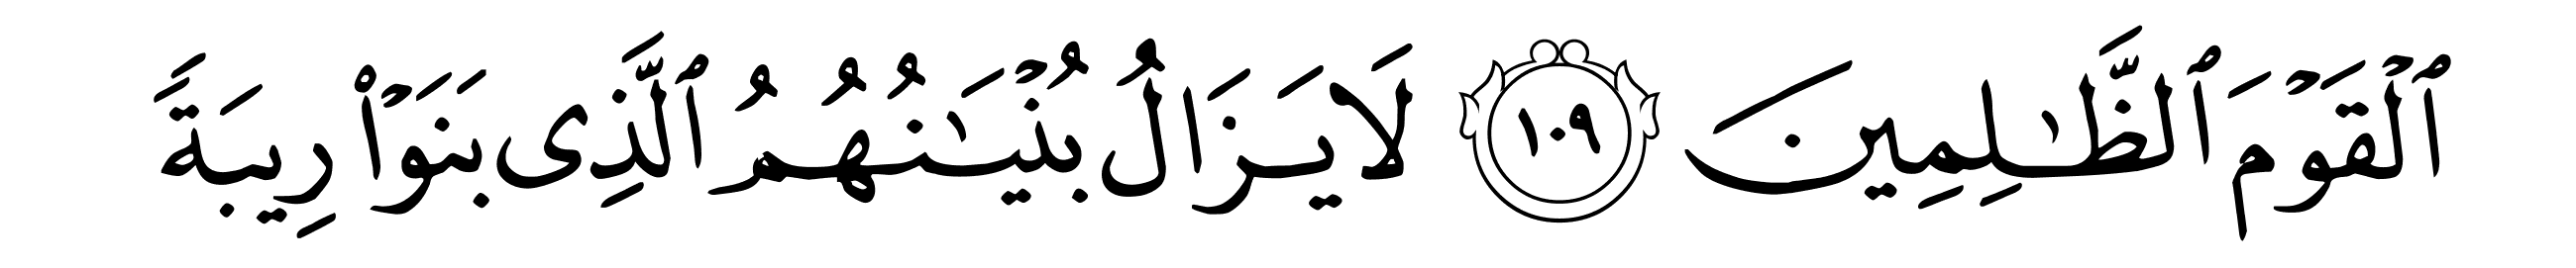 ٱلْقَوْمَ ٱلظَّـٰلِمِينَ ١٠٩ لَا يَزَالُ بُنْيَـٰنُهُمُ ٱلَّذِى بَنَوْا۟ رِيبَةًۭ